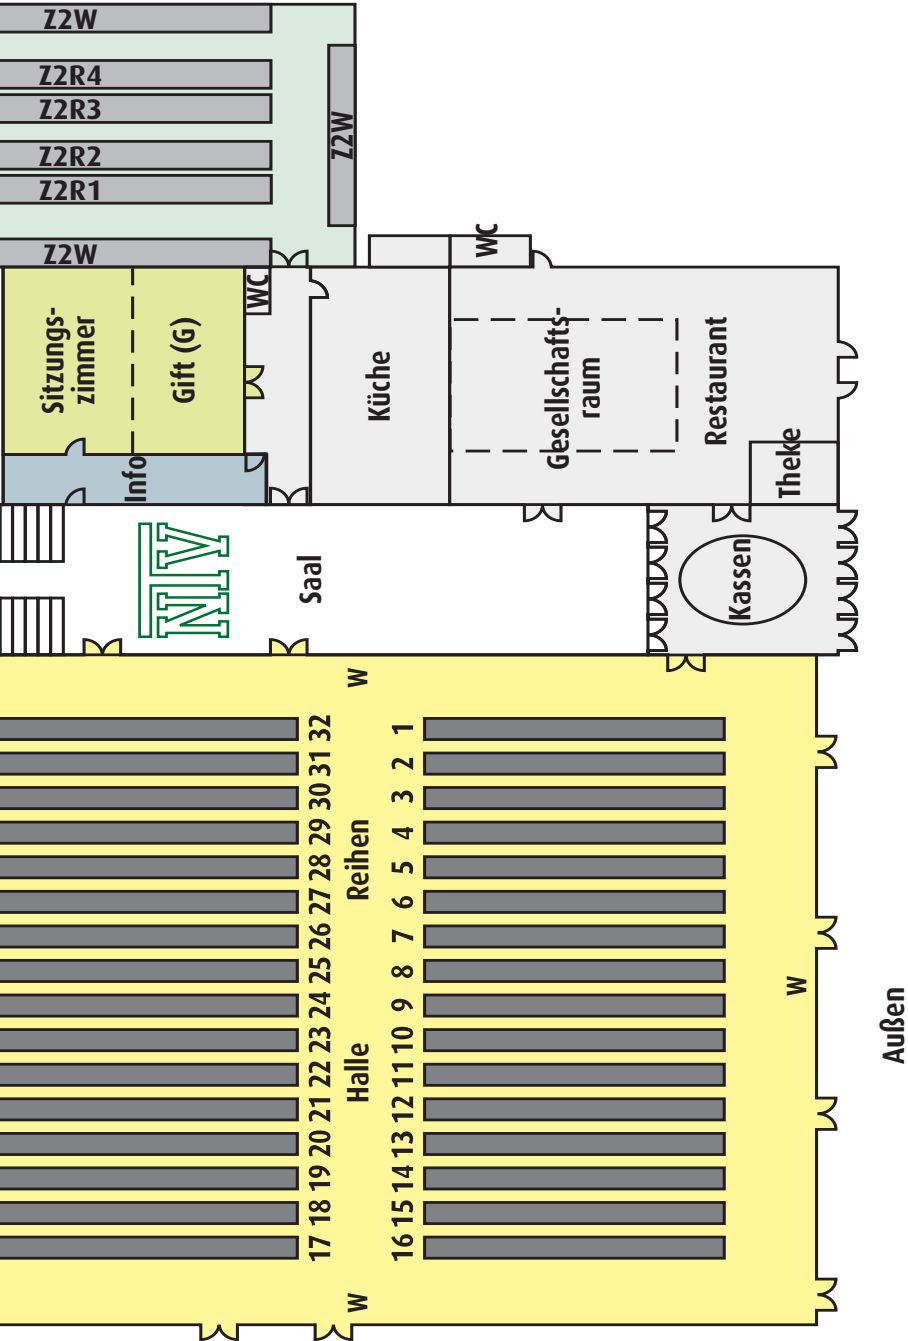 Z2W
Z2R4
Z2R3
Z2R2
Z2R1
Z2W
Z2W
WC
WC
Sitzungs-
zimmer
Gift (G)
Info
Küche
Gesellschafts-
raum
Restaurant
Theke
Saal
Kassen
W
32
31
30
29
28
27
26
25
24
23
22
21
20
19
18
17
Reihen
Halle
1
2
3
4
5
6
7
8
9
10
11
12
13
14
15
16
W
W
Außen